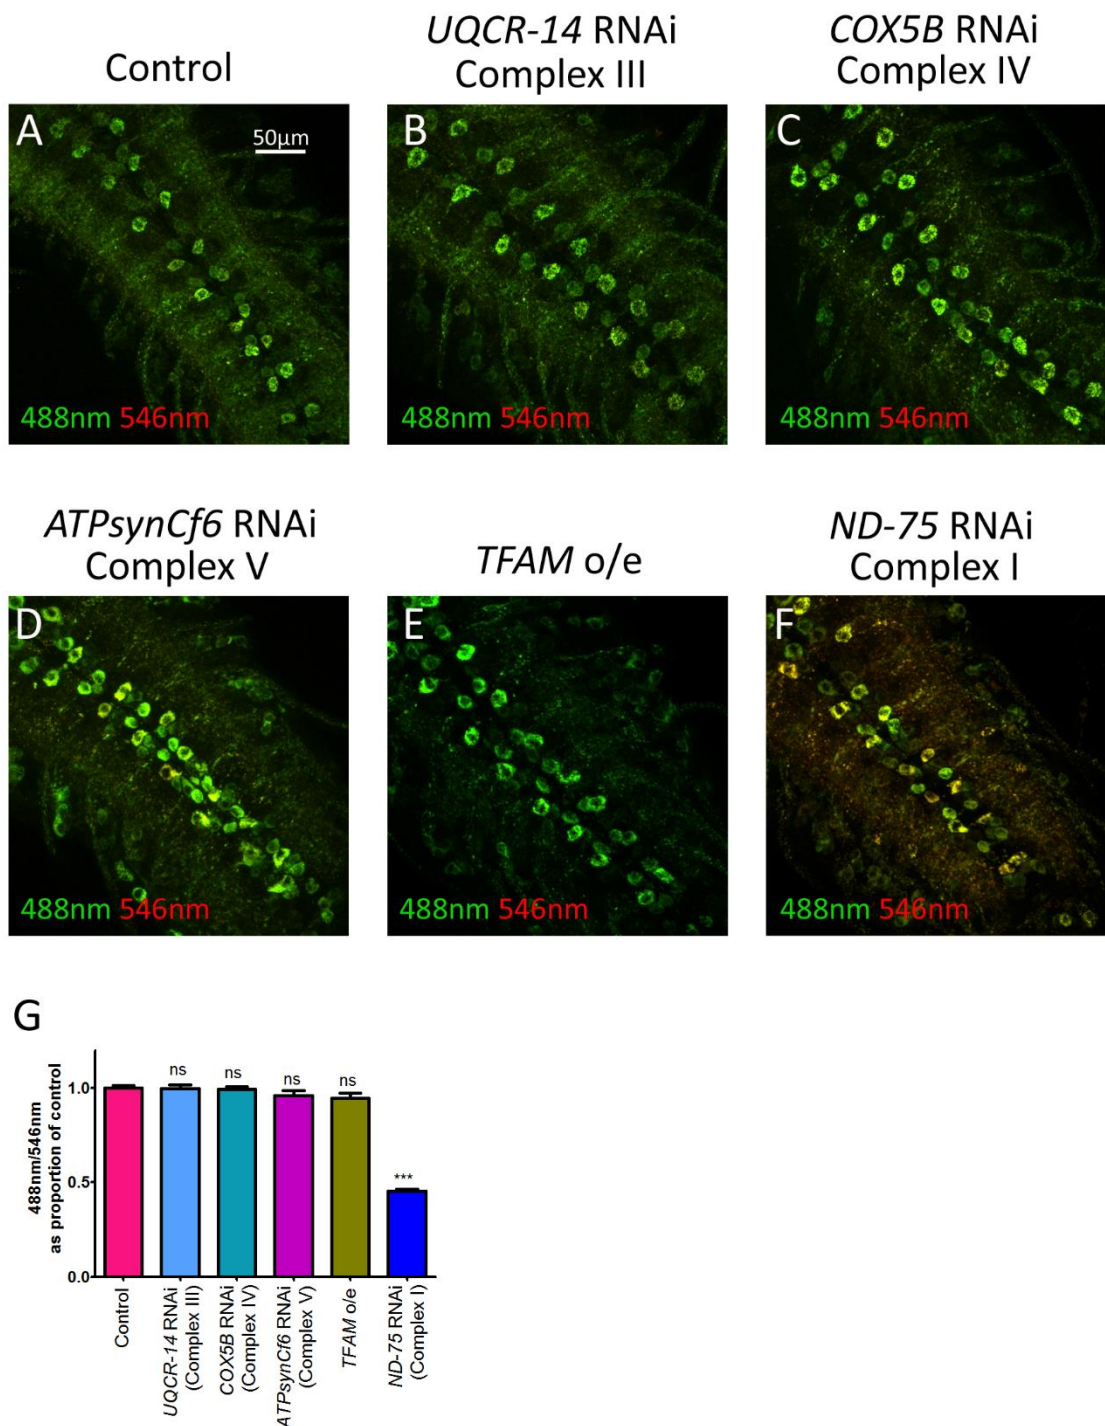 Control
UQCR-14 RNAi
Complex III
COX5B RNAi
Complex IV
A
50µm
488nm 546nm
B
488nm 546nm
C
488nm 546nm
ATPsynCf6 RNAi
Complex V
TFAM o/e
ND-75 RNAi
Complex I
D
488nm 546nm
E
488nm 546nm
F
488nm 546nm
G
488nm/546nm
as proportion of control
1.0
0.5
0.0
ns
ns
ns
ns
***
Control
UQCR-14 RNAi
(Complex III)
COX5B RNAi
(Complex IV)
ATPsynCf6 RNAi
(Complex V)
TFAM o/e
ND-75 RNAi
(Complex I)